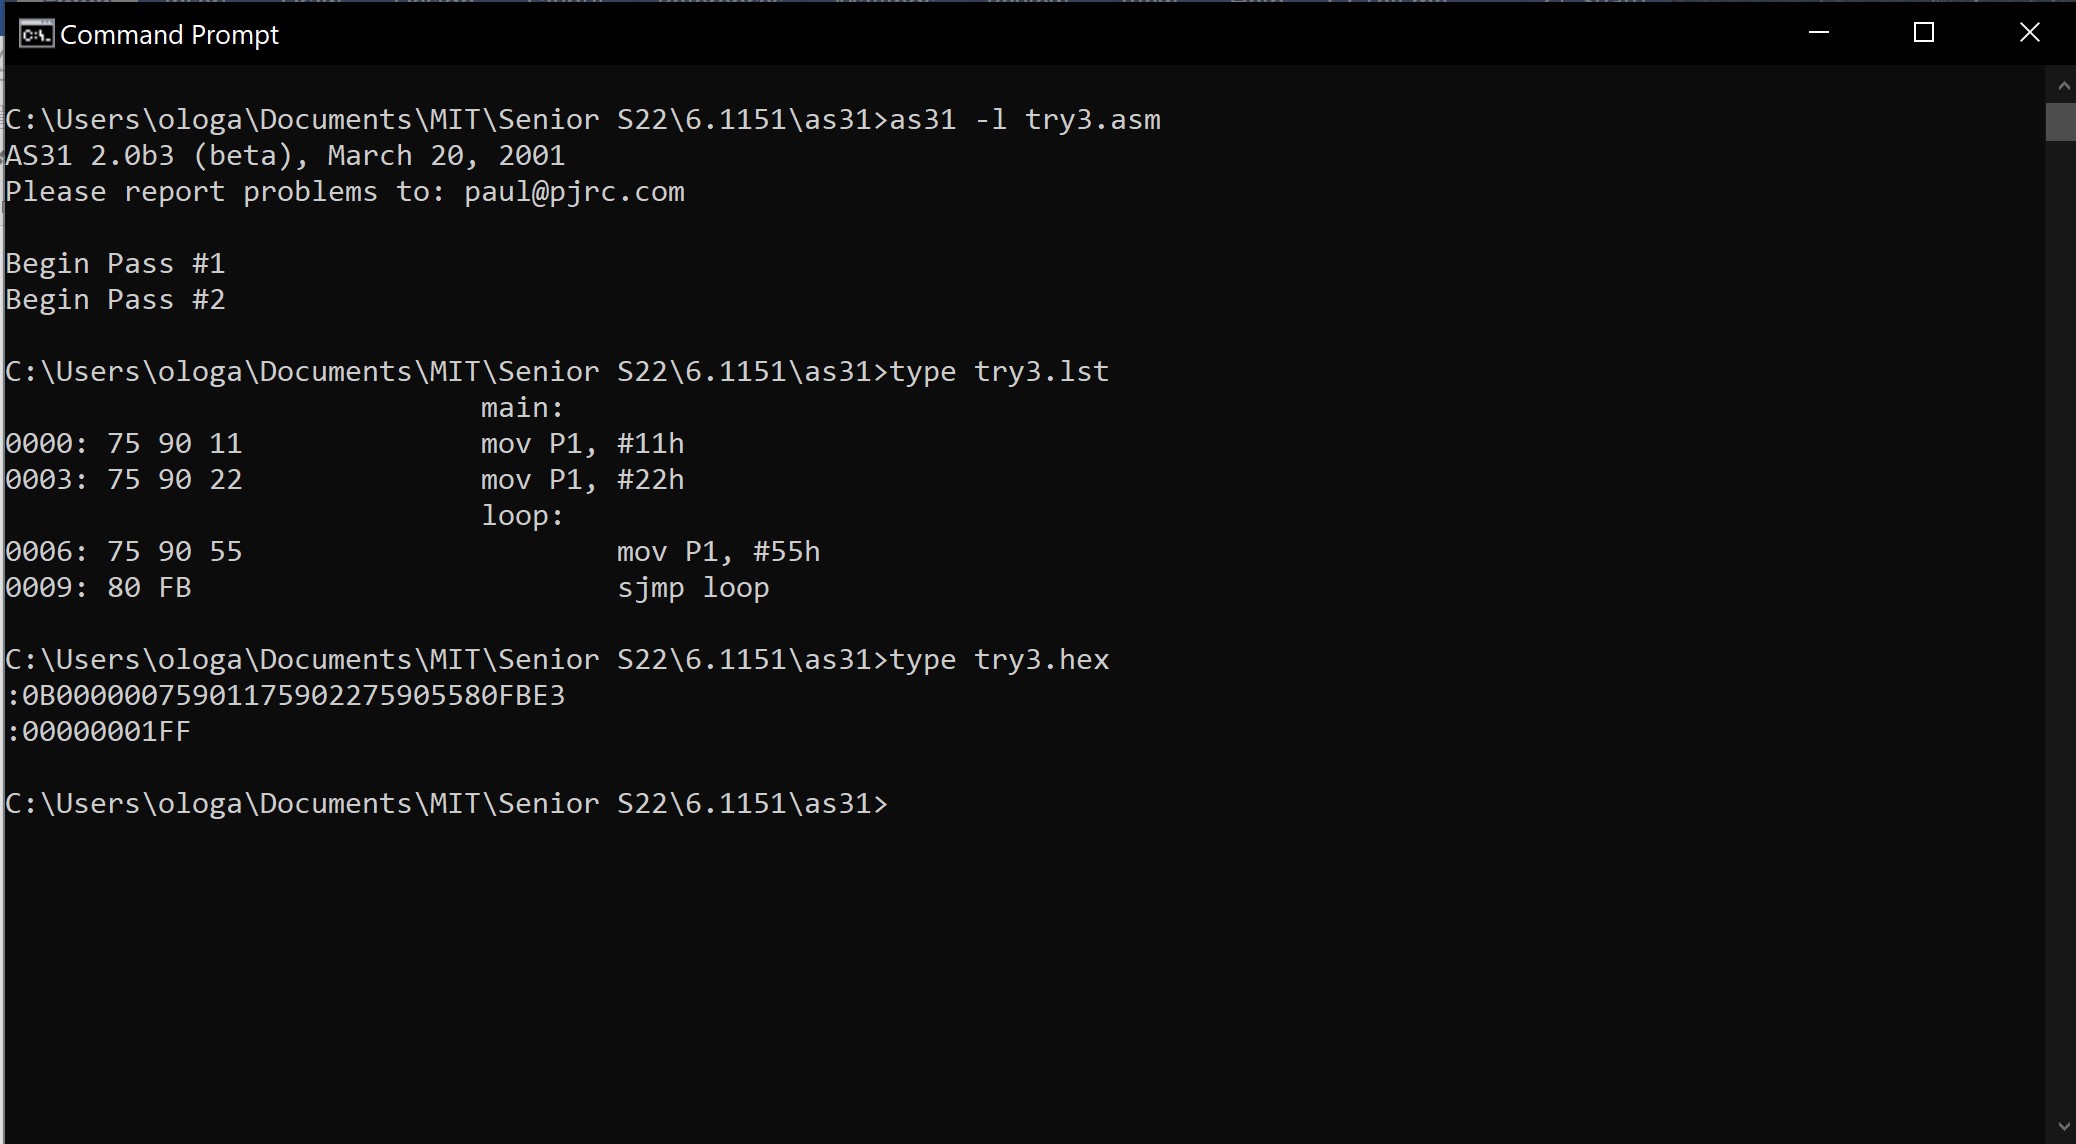 Command Prompt
C:\Users\ologa\Documents\MIT\Senior S22\6.1151\as31>as31 -l try3.asm
AS31 2.0b3 (beta), March 20, 2001
Please report problems to: paul@pjrc.com
Begin Pass #1
Begin Pass #2
C:\Users\ologa\Documents\MIT\Senior S22\6.1151\as31>type try3.lst
main:
0000: 75 90 11 mov P1, #11h
0003: 75 90 22 mov P1, #22h
loop:
0006: 75 90 55 mov P1, #55h
0009: 80 FB sjmp loop
C:\Users\ologa\Documents\MIT\Senior S22\6.1151\as31>type try3.hex
:0B00000075901175902275905580FBE3
:00000001FF
C:\Users\ologa\Documents\MIT\Senior S22\6.1151\as31>